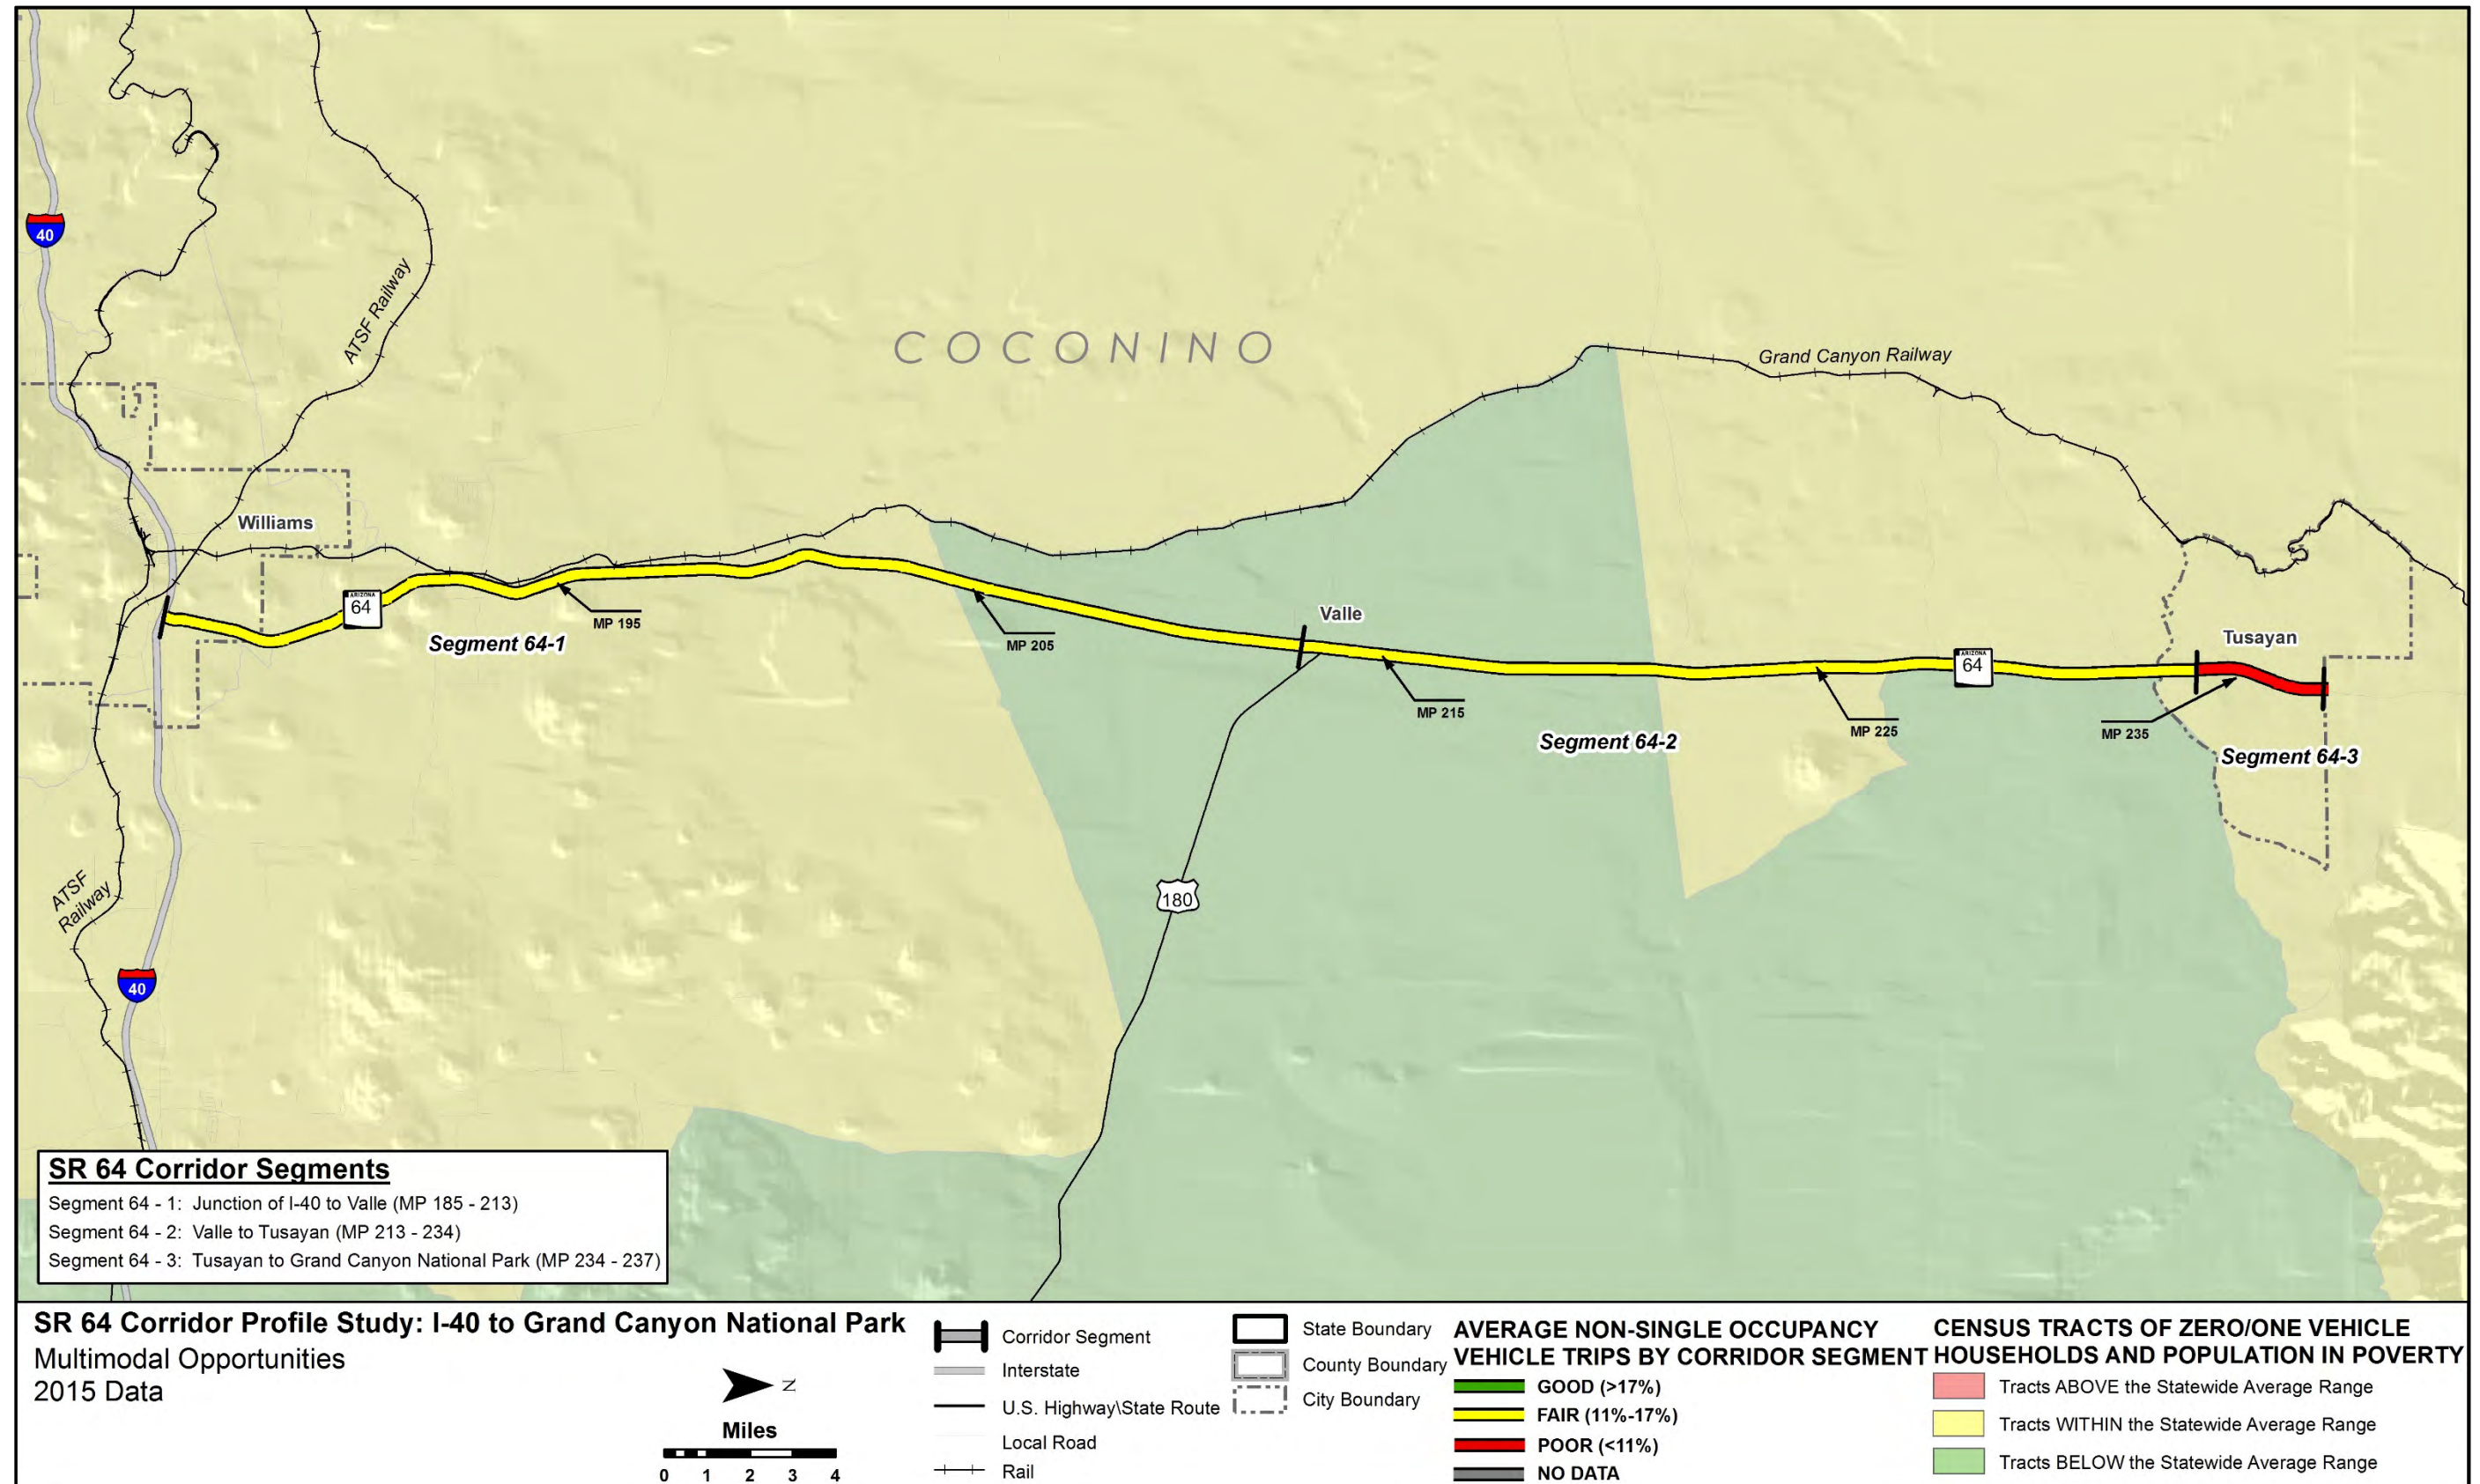 40
ATSF Railway
COCONINO
Grand Canyon Railway
Williams
ARIZONA
64
Segment 64-1
MP 195
MP 205
Valle
MP 215
Segment 64-2
MP 225
ARIZONA
64
Tusayan
MP 235
Segment 64-3
180
ATSF
Railway
40
SR 64 Corridor Segments
Segment 64 - 1: Junction of I-40 to Valle (MP 185 - 213)
Segment 64 - 2: Valle to Tusayan (MP 213 - 234)
Segment 64 - 3: Tusayan to Grand Canyon National Park (MP 234 - 237)
SR 64 Corridor Profile Study: I-40 to Grand Canyon National Park
Multimodal Opportunities
2015 Data
N
Miles
0 1 2 3 4
Corridor Segment
Interstate
U.S. Highway\State Route
Local Road
Rail
State Boundary
County Boundary
City Boundary
AVERAGE NON-SINGLE OCCUPANCY
VEHICLE TRIPS BY CORRIDOR SEGMENT
GOOD (>17%)
FAIR (11%-17%)
POOR (<11%)
NO DATA
CENSUS TRACTS OF ZERO/ONE VEHICLE
HOUSEHOLDS AND POPULATION IN POVERTY
Tracts ABOVE the Statewide Average Range
Tracts WITHIN the Statewide Average Range
Tracts BELOW the Statewide Average Range